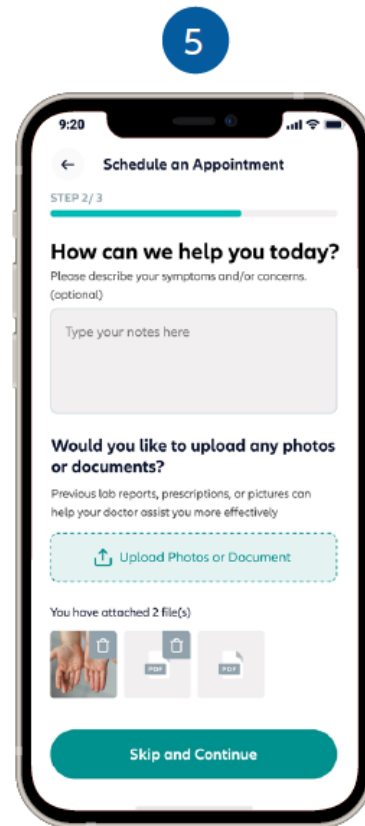 5
9:20
Schedule an Appointment
STEP 2/ 3
How can we help you today?
Please describe your symptoms and/or concerns.
(optional)
Type your notes here
Would you like to upload any photos
or documents?
Previous lab reports, prescriptions, or pictures can
help your doctor assist you more effectively
Upload Photos or Document
You have attached 2 file(s)
PDF
PDF
Skip and Continue